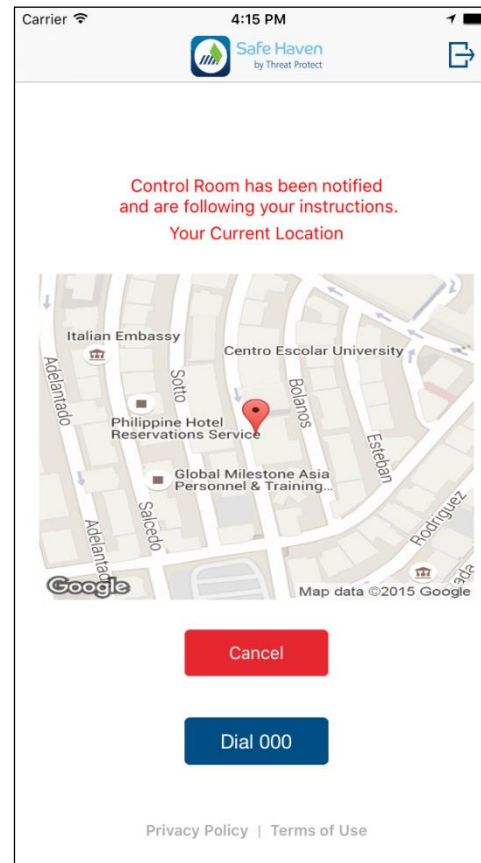 Carrier
4:15 PM
Safe Haven
by Threat Protect
Control Room has been notified
and are following your instructions.
Your Current Location
Italian Embassy
Centro Escolar University
Adelantado
Sotto
Bolanos
Philippine Hotel
Reservations Service
Esteban
Global Milestone Asia
Personnel & Training...
Salcedo
Rodriguez
Adelantad
ada
Google
Map data ©2015 Google
Cancel
Dial 000
Privacy Policy | Terms of Use